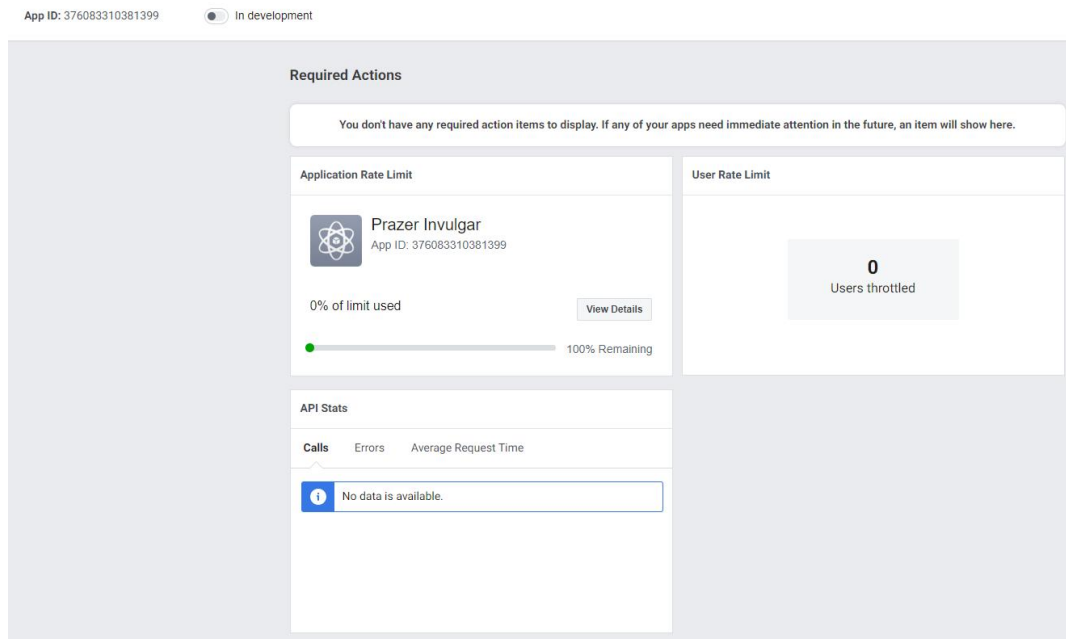 App ID: 376083310381399 In development
Required Actions
You don't have any required action items to display. If any of your apps need immediate attention in the future, an item will show here.
Application Rate Limit
Prazer Invulgar
App ID: 376083310381399
0% of limit used
View Details
100% Remaining
User Rate Limit
0
Users throttled
API Stats
Calls Errors Average Request Time
No data is available.